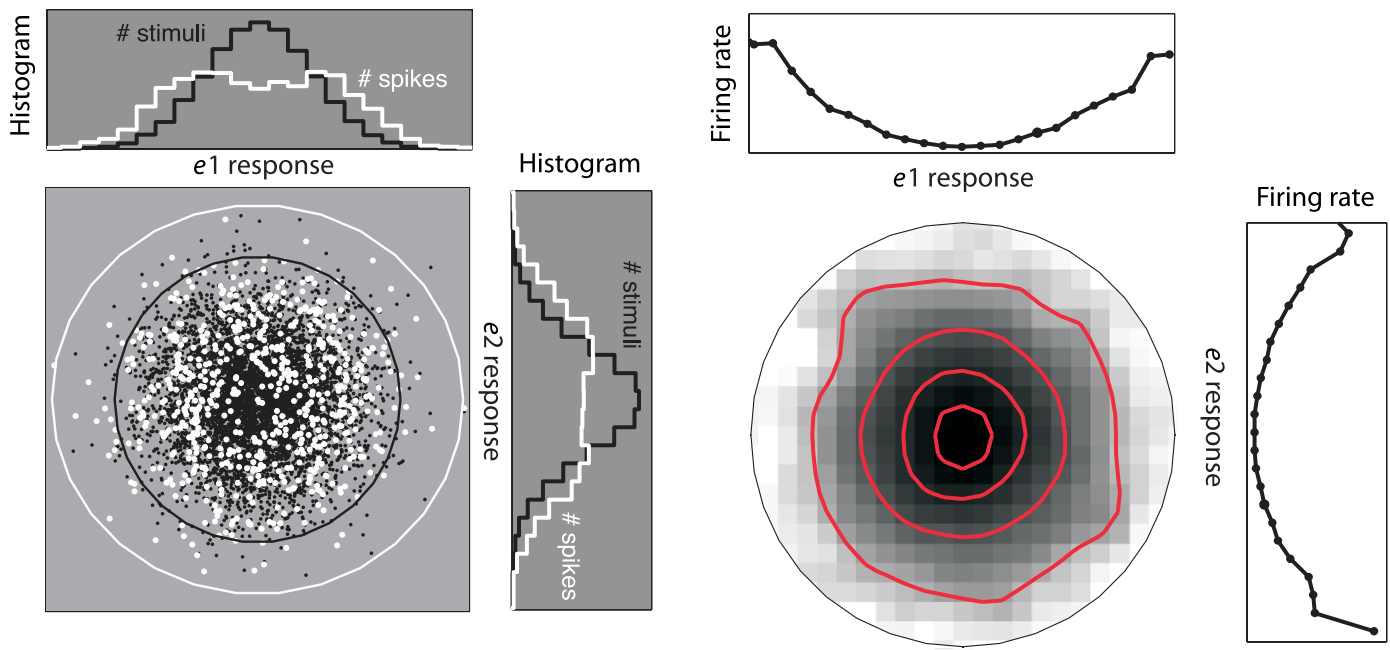 Histogram
# stimuli
# spikes
e1 response
Histogram
# stimuli
e2 response
# spikes
Firing rate
e1 response
Firing rate
e2 response